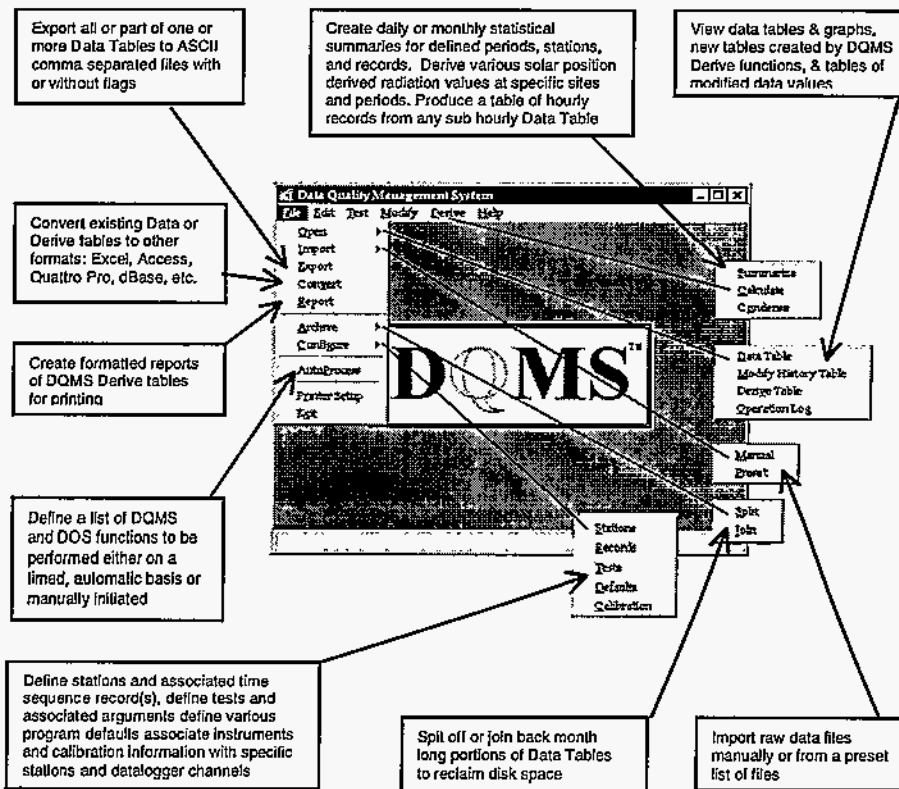 Export all or part of one or
more Data Tables to ASCII
comma separated files with
or without flags
Create daily or monthly statistical
summaries for defined periods, stations,
and records. Derive various solar position
derived radiation values at specific sites
and periods. Produce a table of hourly
records from any sub hourly Data Table
View data tables & graphs,
new tables created by DQMS
Derive functions, & tables of
modified data values
Convert existing Data or
Derive tables to other
formats: Excel, Access,
Quattro Pro, dBase, etc.
Create formatted reports
of DQMS Derive tables
for printing
Define a list of DQMS
and DOS functions to be
performed either on a
timed, automatic basis or
manually initiated
Data Quality Management System
File Edit Test Modify Derive Help
Open
Import
Export
Convert
Report
Archive
Configure
AutoProcess
Printer Setup
Exit
DQMS™
Summarize
Calculate
Condense
Data Table
Modify History Table
Derive Table
Operation Log
Manual
Preset
Split
Join
Stations
Records
Tests
Defaults
Calibration
Define stations and associated time
sequence record(s), define tests and
associated arguments define various
program defaults associate instruments
and calibration information with specific
stations and datalogger channels
Spit off or join back month
long portions of Data Tables
to reclaim disk space
Import raw data files
manually or from a preset
list of files